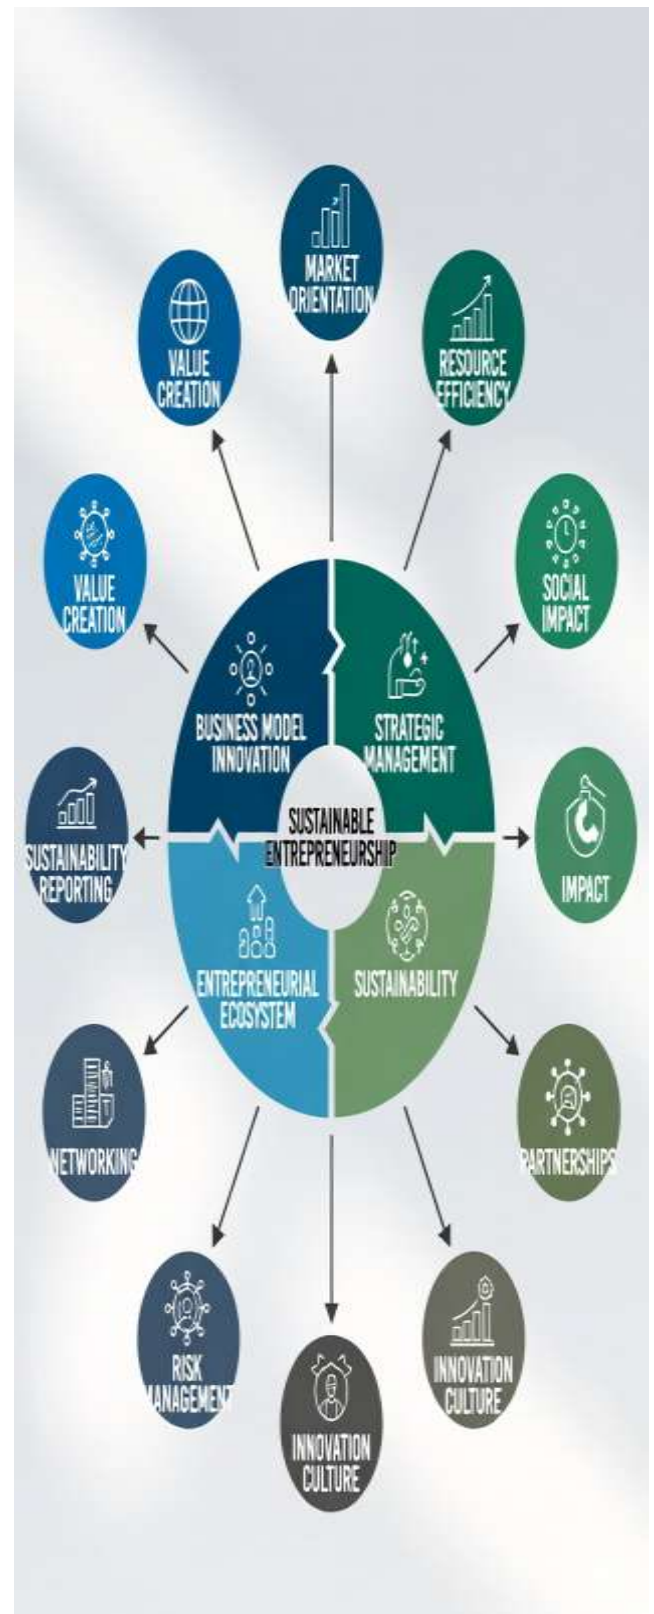 MARKET
ORIENTATION
VALUE
CREATION
RESOURCE
EFFICIENCY
VALUE
CREATION
SOCIAL
IMPACT
BUSINESS MODEL
INNOVATION
STRATEGIC
MANAGEMENT
SUSTAINABLE
ENTREPRENEURSHIP
SUSTAINABILITY
REPORTING
IMPACT
ENTREPRENEURIAL
ECOSYSTEM
SUSTAINABILITY
NETWORKING
PARTNERSHIPS
RISK
MANAGEMENT
INNOVATION
CULTURE
INNOVATION
CULTURE